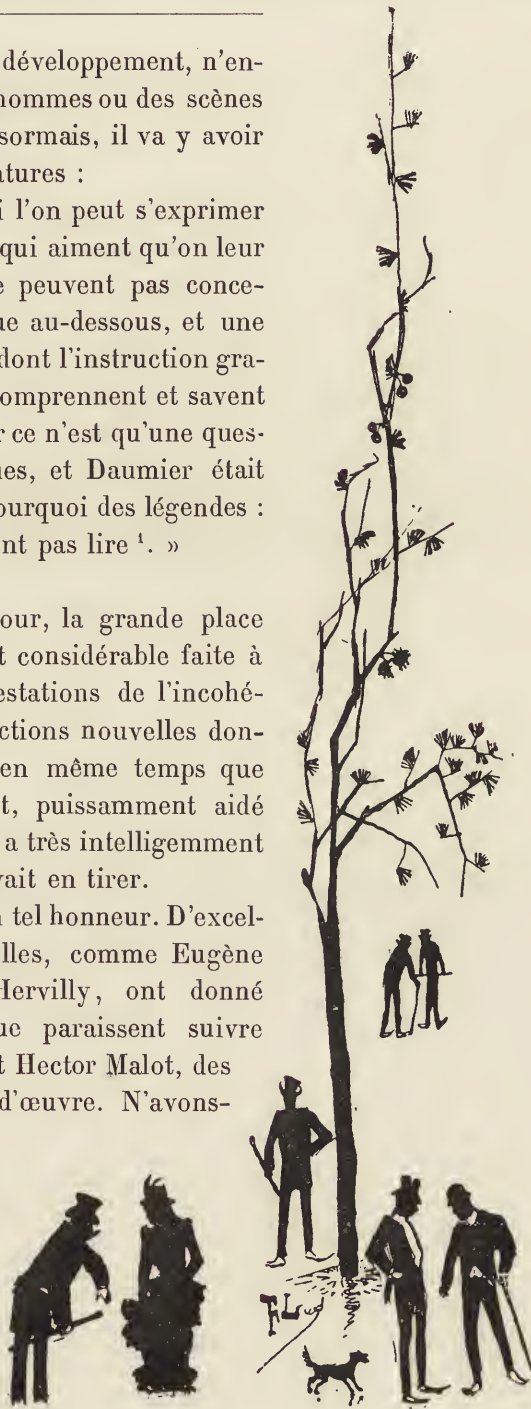 développement, n'en-
hommes ou des scènes
sormais, il va y avoir
atures :
i l'on peut s'exprimer
qui aiment qu'on leur
e peuvent pas conce-
ue au-dessous, et une
dont l'instruction gra-
omprennent et savent
r ce n'est qu'une ques-
ues, et Daumier était
ourquoi des légendes :
ent pas lire ¹. »
our, la grande place
t considérable faite à
estations de l'incohé-
ctions nouvelles don-
en même temps que
t, puissamment aidé
a très intelligemment
vait en tirer.
n tel honneur. D'excel-
elles, comme Eugène
Hervilly, ont donné
ue paraissent suivre
t Hector Malot, des
d'œuvre. N'avons-